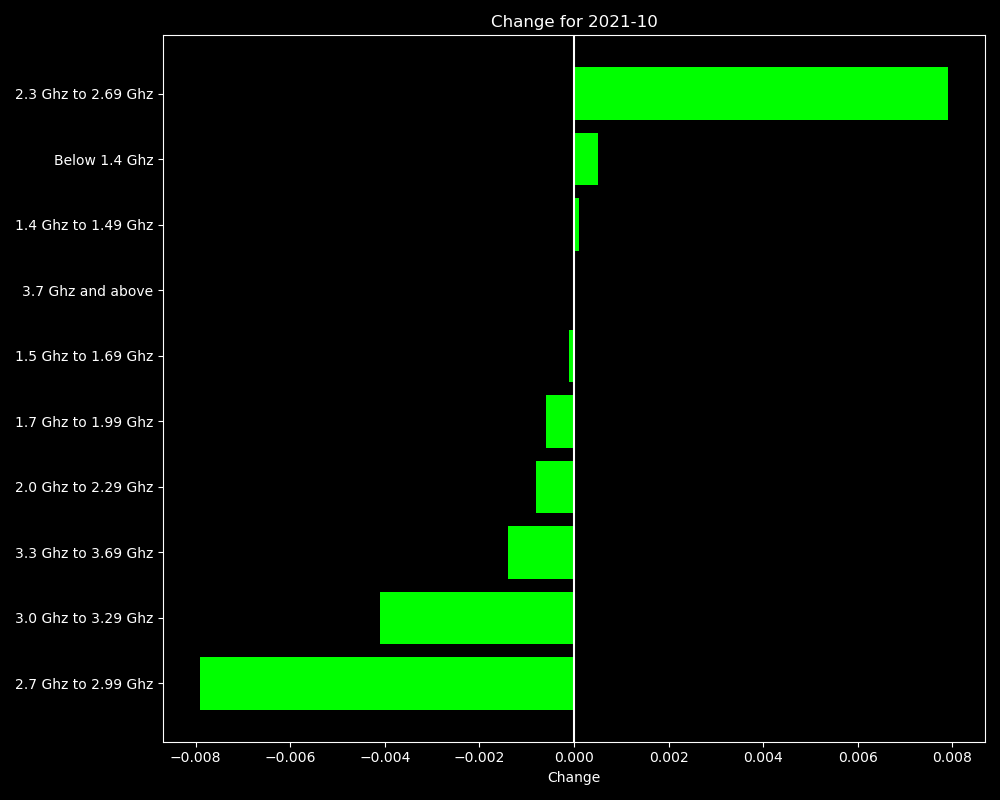 Change for 2021-10
2.3 Ghz to 2.69 Ghz
Below 1.4 Ghz
1.4 Ghz to 1.49 Ghz
3.7 Ghz and above
1.5 Ghz to 1.69 Ghz
1.7 Ghz to 1.99 Ghz
2.0 Ghz to 2.29 Ghz
3.3 Ghz to 3.69 Ghz
3.0 Ghz to 3.29 Ghz
2.7 Ghz to 2.99 Ghz
−0.008 −0.006 −0.004 −0.002 0.000 0.002 0.004 0.006 0.008
Change